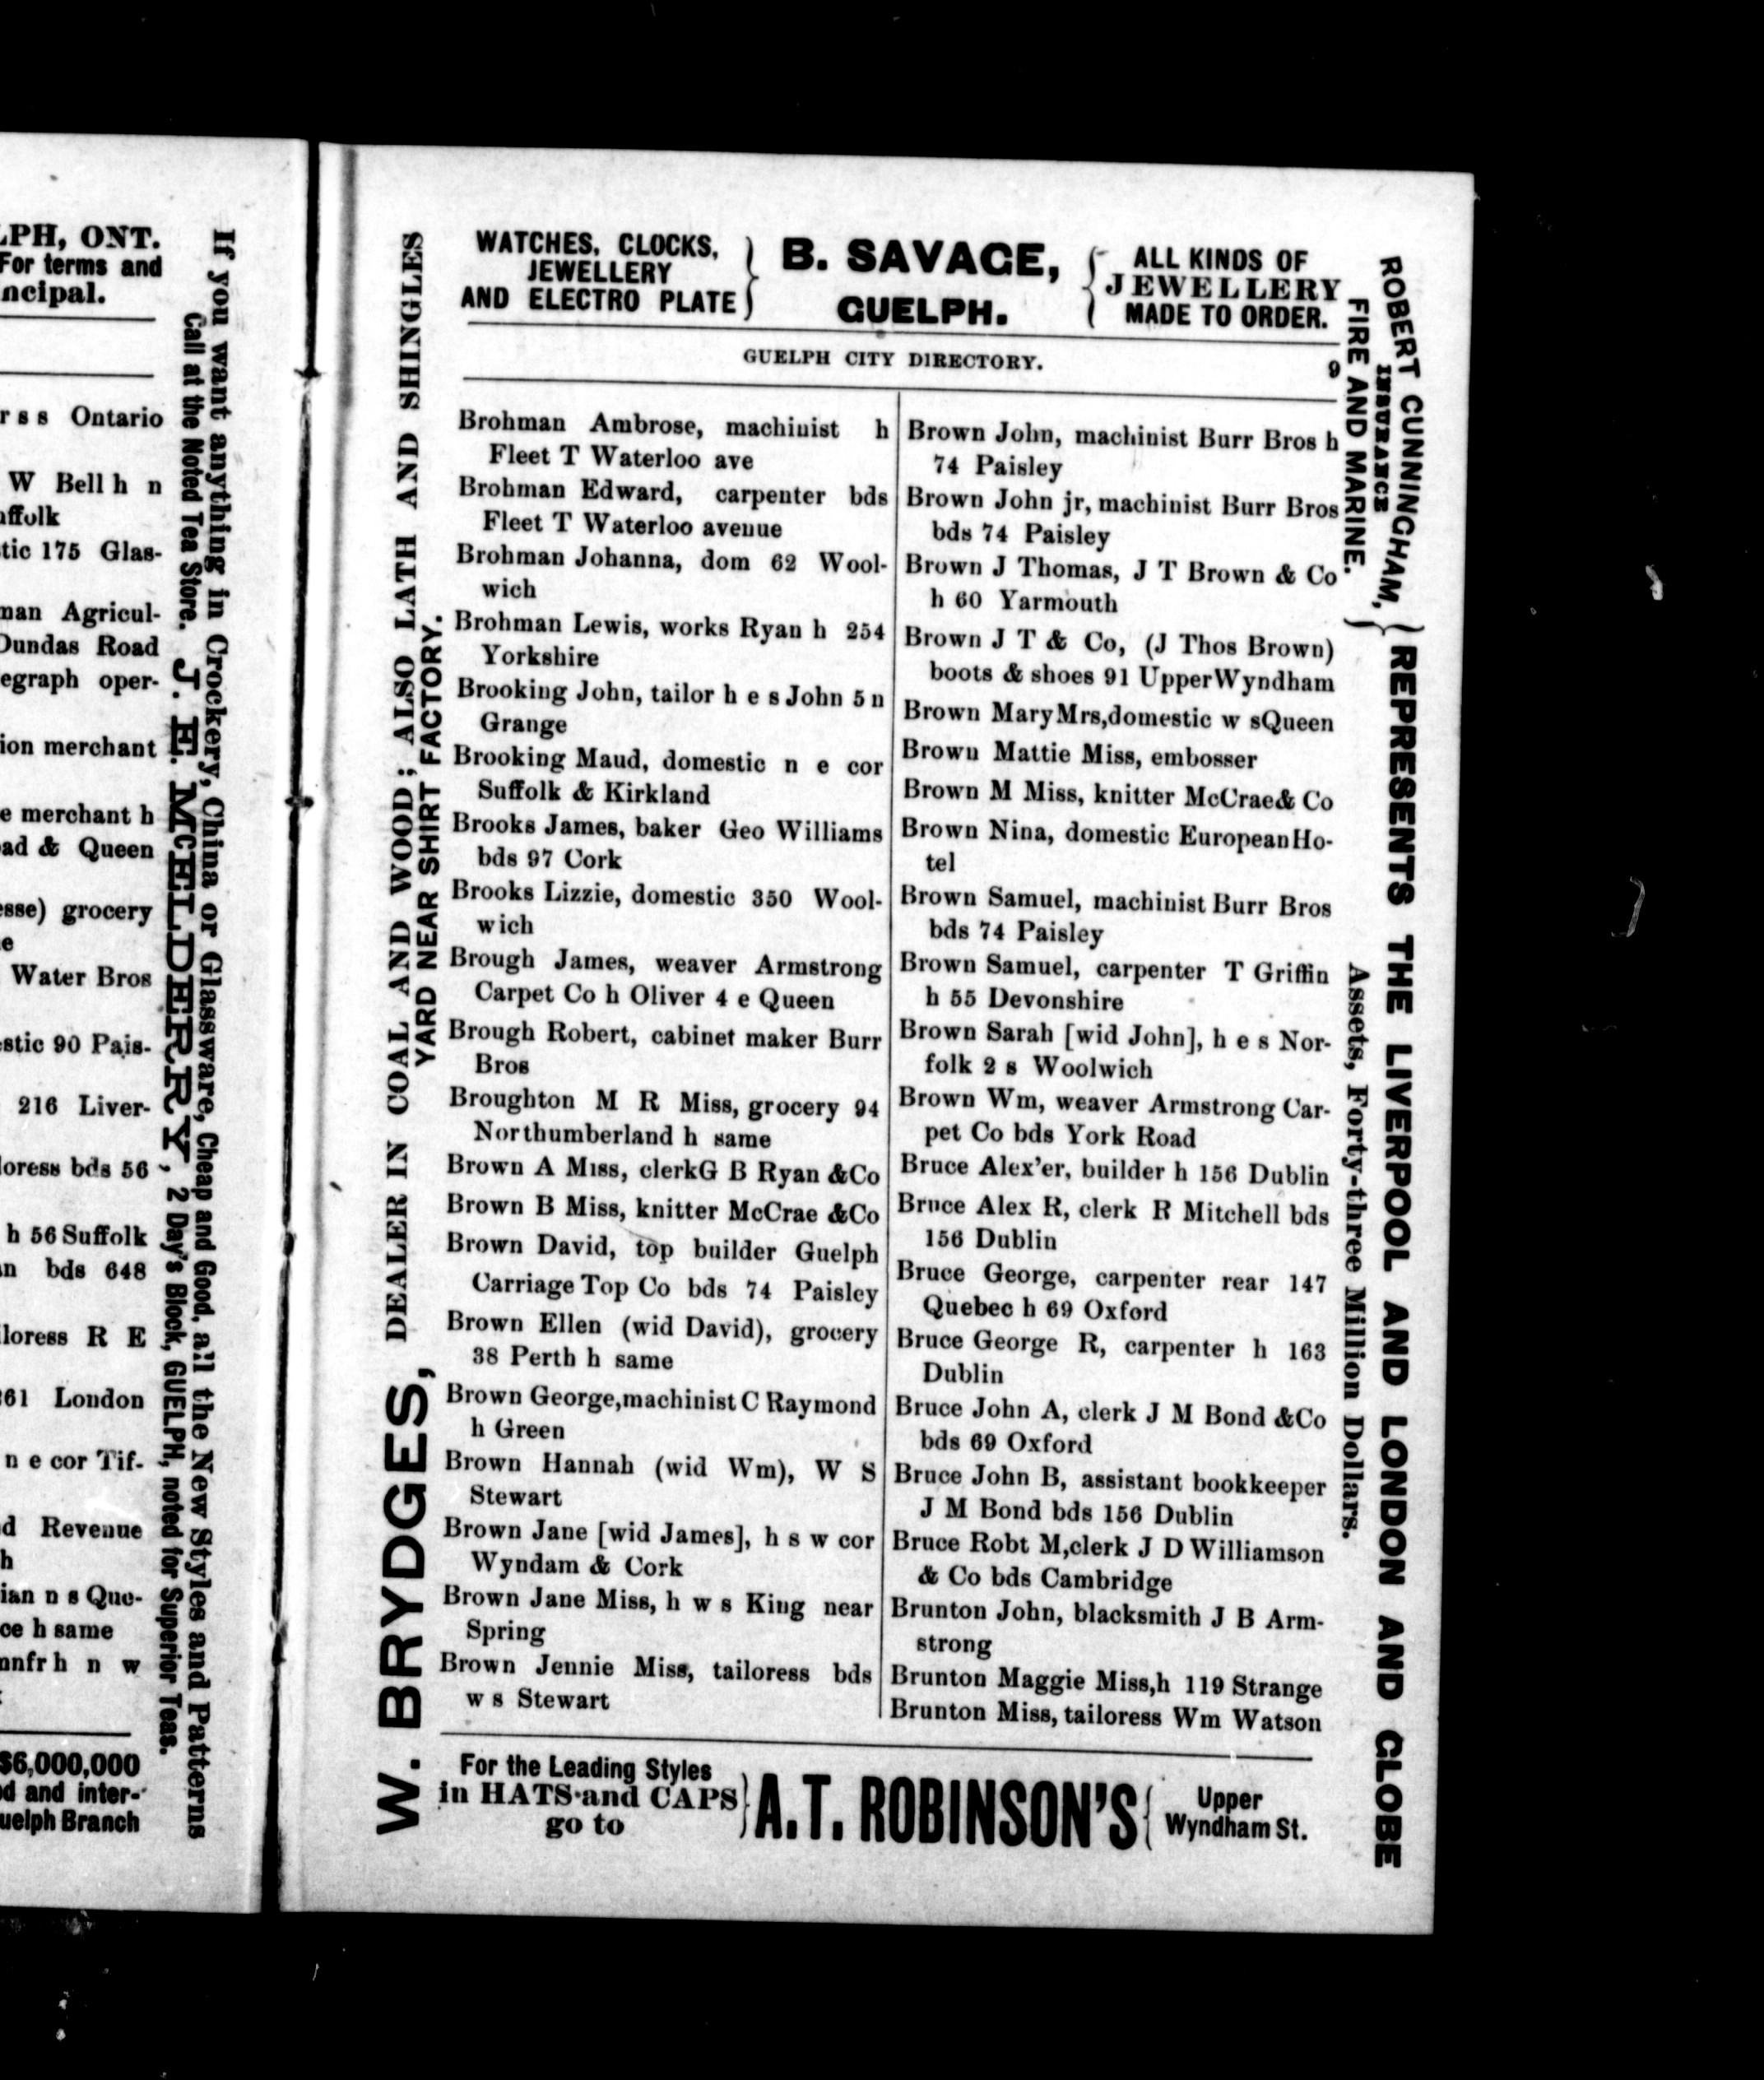 LPH, ONT.
For terms and
ncipal.
r s s Ontario
W Bell h n
uffolk
tic 175 Glas-
man Agricul-
Dundas Road
egraph oper-
ion merchant
e merchant h
ad & Queen
esse) grocery
e
Water Bros
estic 90 Pais-
216 Liver-
loress bds 56
h 56 Suffolk
an bds 648
iloress R E
261 London
n e cor Tif-
d Revenue
h
ian n s Que-
ce h same
nnfr h n w
$6,000,000
d and inter-
uelph Branch
If you want anything in Crockery, China or Glassware, Cheap and Good, all the New Styles and Patterns
Call at the Noted Tea Store. J. E. MCELDERRY, 2 Day's Block, GUELPH, noted for Superior Teas.
W. BRYDGES, DEALER IN COAL AND WOOD; ALSO LATH AND SHINGLES
YARD NEAR SHIRT FACTORY.
WATCHES, CLOCKS,
JEWELLERY
AND ELECTRO PLATE
B. SAVAGE,
GUELPH.
ALL KINDS OF
JEWELLERY
MADE TO ORDER.
GUELPH CITY DIRECTORY. 9
Brohman Ambrose, machinist h
Fleet T Waterloo ave
Brohman Edward, carpenter bds
Fleet T Waterloo avenue
Brohman Johanna, dom 62 Wool-
wich
Brohman Lewis, works Ryan h 254
Yorkshire
Brooking John, tailor h e s John 5 n
Grange
Brooking Maud, domestic n e cor
Suffolk & Kirkland
Brooks James, baker Geo Williams
bds 97 Cork
Brooks Lizzie, domestic 350 Wool-
wich
Brough James, weaver Armstrong
Carpet Co h Oliver 4 e Queen
Brough Robert, cabinet maker Burr
Bros
Broughton M R Miss, grocery 94
Northumberland h same
Brown A Miss, clerkG B Ryan &Co
Brown B Miss, knitter McCrae &Co
Brown David, top builder Guelph
Carriage Top Co bds 74 Paisley
Brown Ellen (wid David), grocery
38 Perth h same
Brown George,machinist C Raymond
h Green
Brown Hannah (wid Wm), W S
Stewart
Brown Jane [wid James], h s w cor
Wyndam & Cork
Brown Jane Miss, h w s King near
Spring
Brown Jennie Miss, tailoress bds
w s Stewart
Brown John, machinist Burr Bros h
74 Paisley
Brown John jr, machinist Burr Bros
bds 74 Paisley
Brown J Thomas, J T Brown & Co
h 60 Yarmouth
Brown J T & Co, (J Thos Brown)
boots & shoes 91 UpperWyndham
Brown MaryMrs,domestic w sQueen
Brown Mattie Miss, embosser
Brown M Miss, knitter McCrae& Co
Brown Nina, domestic EuropeanHo-
tel
Brown Samuel, machinist Burr Bros
bds 74 Paisley
Brown Samuel, carpenter T Griffin
h 55 Devonshire
Brown Sarah [wid John], h e s Nor-
folk 2 s Woolwich
Brown Wm, weaver Armstrong Car-
pet Co bds York Road
Bruce Alex'er, builder h 156 Dublin
Bruce Alex R, clerk R Mitchell bds
156 Dublin
Bruce George, carpenter rear 147
Quebec h 69 Oxford
Bruce George R, carpenter h 163
Dublin
Bruce John A, clerk J M Bond &Co
bds 69 Oxford
Bruce John B, assistant bookkeeper
J M Bond bds 156 Dublin
Bruce Robt M,clerk J D Williamson
& Co bds Cambridge
Brunton John, blacksmith J B Arm-
strong
Brunton Maggie Miss,h 119 Strange
Brunton Miss, tailoress Wm Watson
For the Leading Styles
in HATS and CAPS
go to
A.T. ROBINSON'S
Upper
Wyndham St.
ROBERT CUNNINGHAM,
INSURANCE
FIRE AND MARINE.
REPRESENTS THE LIVERPOOL AND LONDON AND GLOBE
Assets, Forty-three Million Dollars.